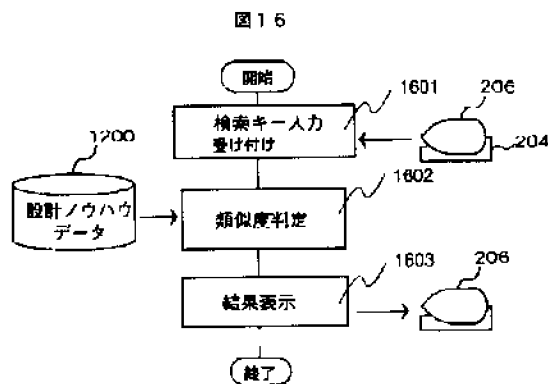 図16
開始
1601
検索キー入力
受け付け
206
204
1200
設計ノウハウ
データ
1602
類似度判定
1603
結果表示
206
終了